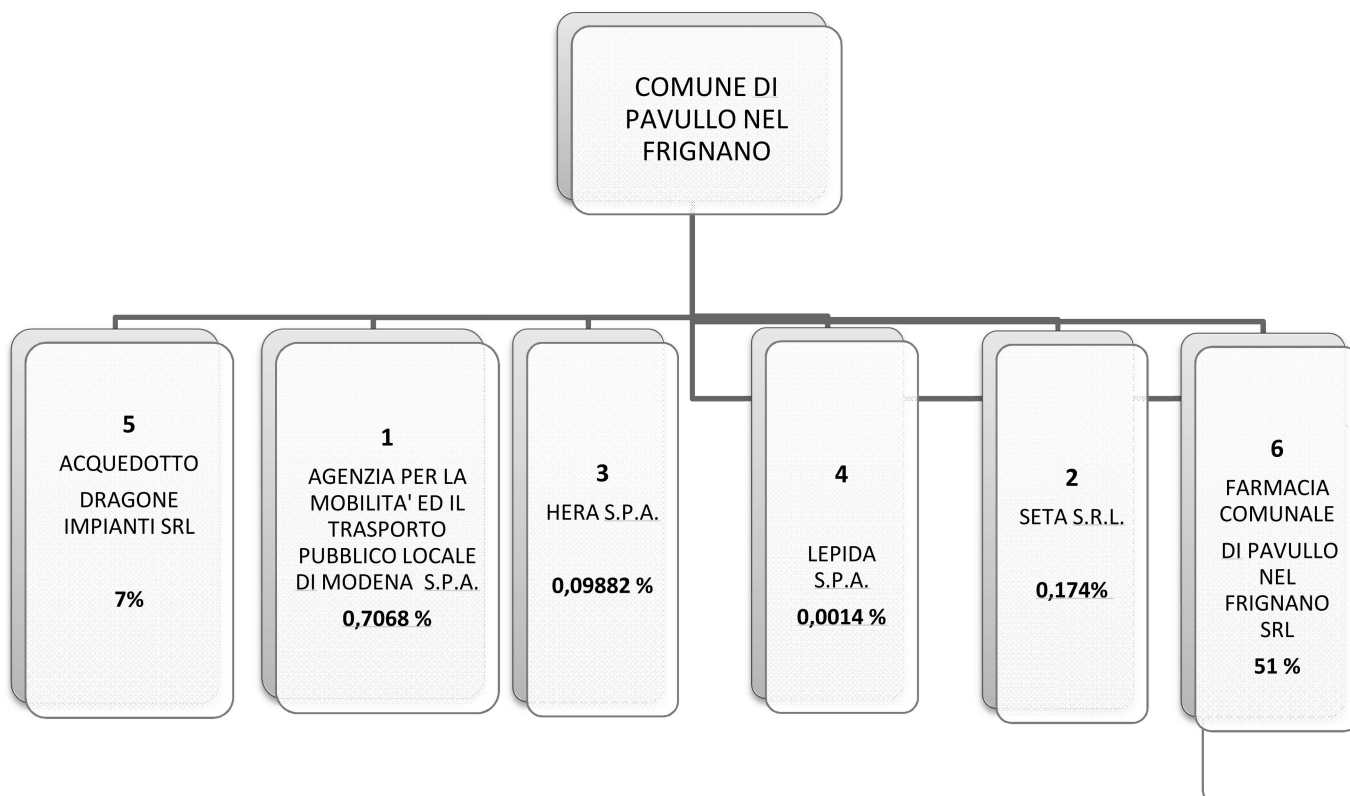 COMUNE DI
PAVULLO NEL
FRIGNANO
5
ACQUEDOTTO
DRAGONE
IMPIANTI SRL
7%
1
AGENZIA PER LA
MOBILITA' ED IL
TRASPORTO
PUBBLICO LOCALE
DI MODENA S.P.A.
0,7068 %
3
HERA S.P.A.
0,09882 %
4
LEPIDA
S.P.A.
0,0014 %
2
SETA S.R.L.
0,174%
6
FARMACIA
COMUNALE
DI PAVULLO
NEL
FRIGNANO
SRL
51 %